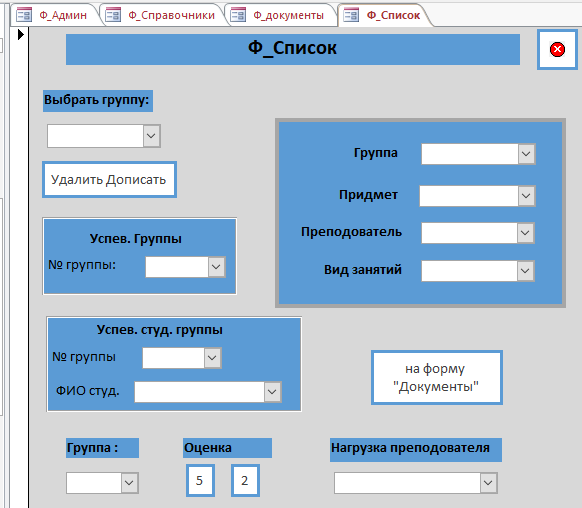 Ф_Админ
Ф_Справочники
Ф_документы
Ф_Список
Ф_Список
Выбрать группу:
Удалить Дописать
Группа
Придмет
Преподователь
Вид занятий
Успев. Группы
№ группы:
Успев. студ. группы
№ группы
ФИО студ.
на форму
"Документы"
Группа :
Оценка
5
2
Нагрузка преподователя